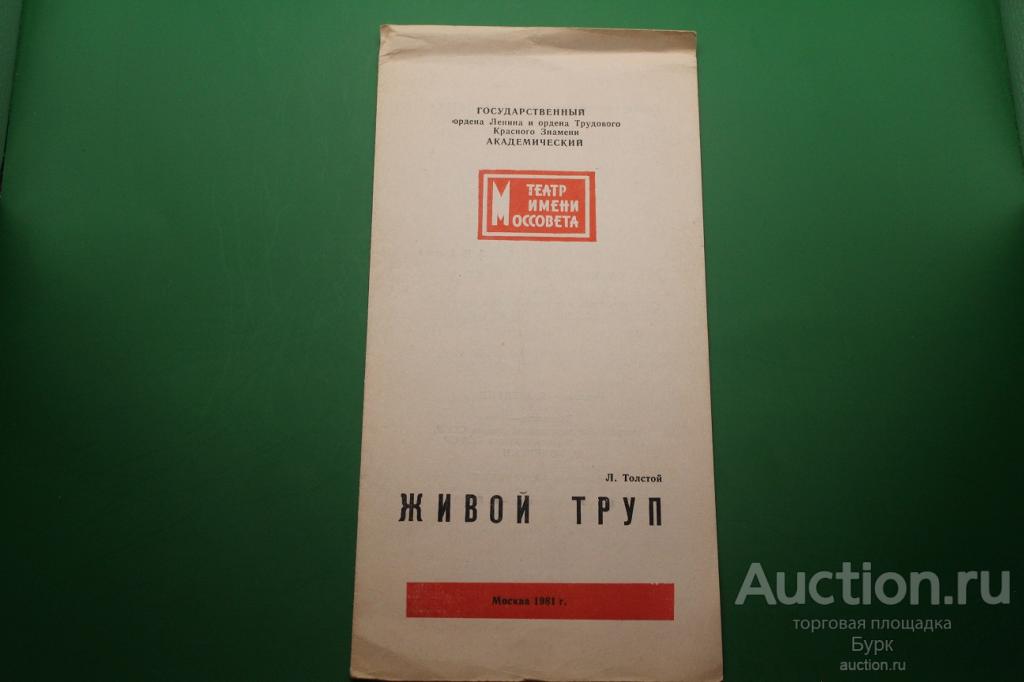 ГОСУДАРСТВЕННЫЙ
ордена Ленина и ордена Трудового
Красного Знамени
АКАДЕМИЧЕСКИЙ
ТЕАТР
ИМЕНИ
МОССОВЕТА
Л. Толстой
ЖИВОЙ ТРУП
Москва 1981 г.
Auction.ru
торговая площадка
Бурк
auction.ru